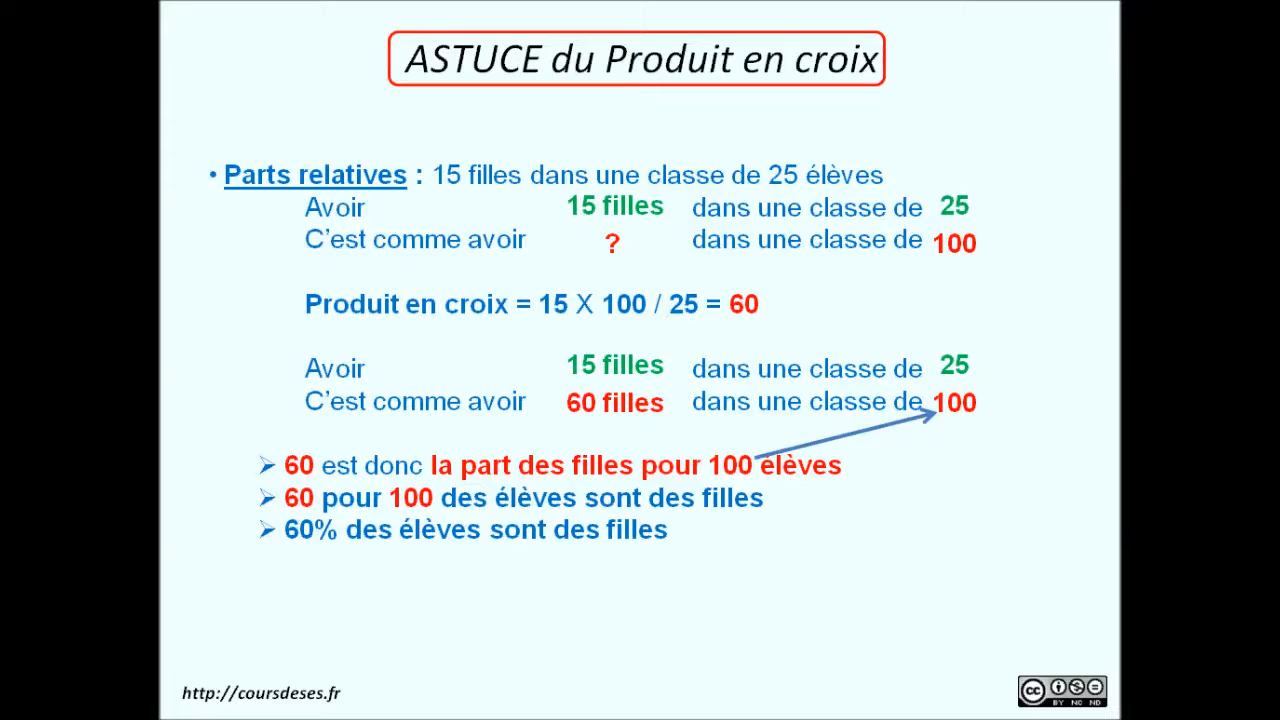 ASTUCE du Produit en croix
• Parts relatives : 15 filles dans une classe de 25 élèves
Avoir 15 filles dans une classe de 25
C’est comme avoir ? dans une classe de 100
Produit en croix = 15 X 100 / 25 = 60
Avoir 15 filles dans une classe de 25
C’est comme avoir 60 filles dans une classe de 100
➢ 60 est donc la part des filles pour 100 élèves
➢ 60 pour 100 des élèves sont des filles
➢ 60% des élèves sont des filles
http://coursdeses.fr
cc
BY NC ND